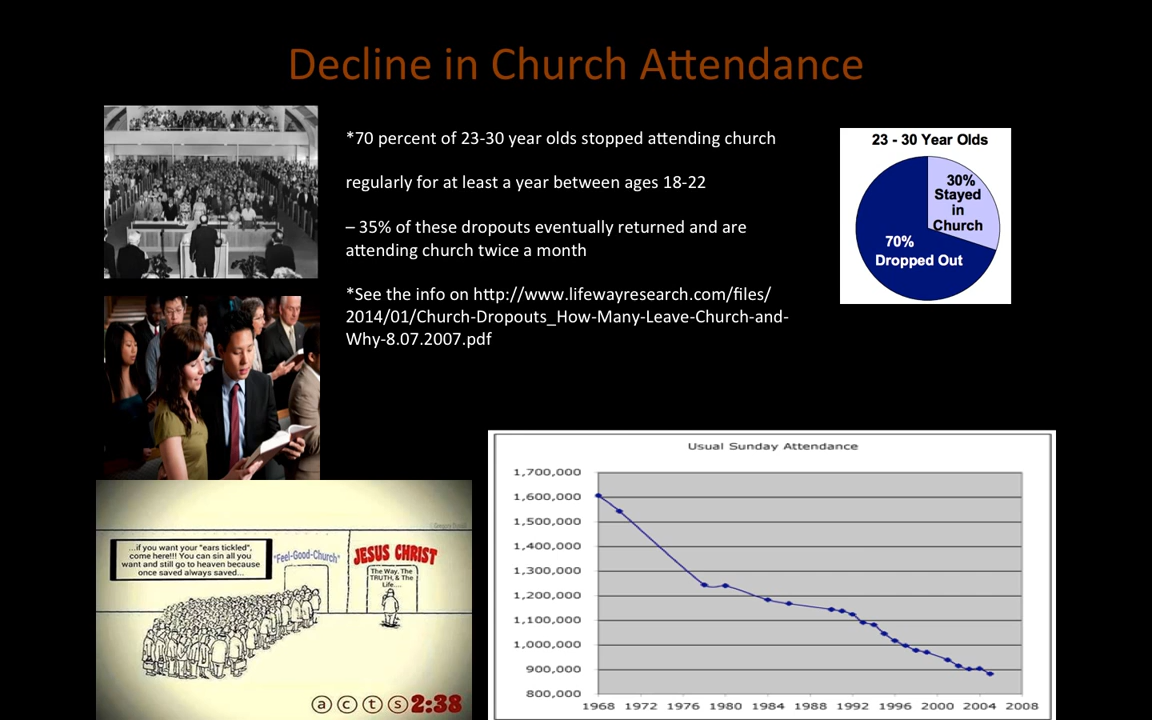 Decline in Church Attendance
*70 percent of 23-30 year olds stopped attending church
regularly for at least a year between ages 18-22
– 35% of these dropouts eventually returned and are
attending church twice a month
*See the info on http://www.lifewayresearch.com/files/
2014/01/Church-Dropouts_How-Many-Leave-Church-and-
Why-8.07.2007.pdf
23 - 30 Year Olds
30%
Stayed
in
Church
70%
Dropped Out
...if you want your "ears tickled",
come here!!! You can sin all you
want and still go to heaven because
once saved always saved...
"Feel-Good-Church"
JESUS CHRIST
The Way, The
TRUTH, & The
Life....
acts 2:38
Usual Sunday Attendance
1,700,000
1,600,000
1,500,000
1,400,000
1,300,000
1,200,000
1,100,000
1,000,000
900,000
800,000
1968 1972 1976 1980 1984 1988 1992 1996 2000 2004 2008